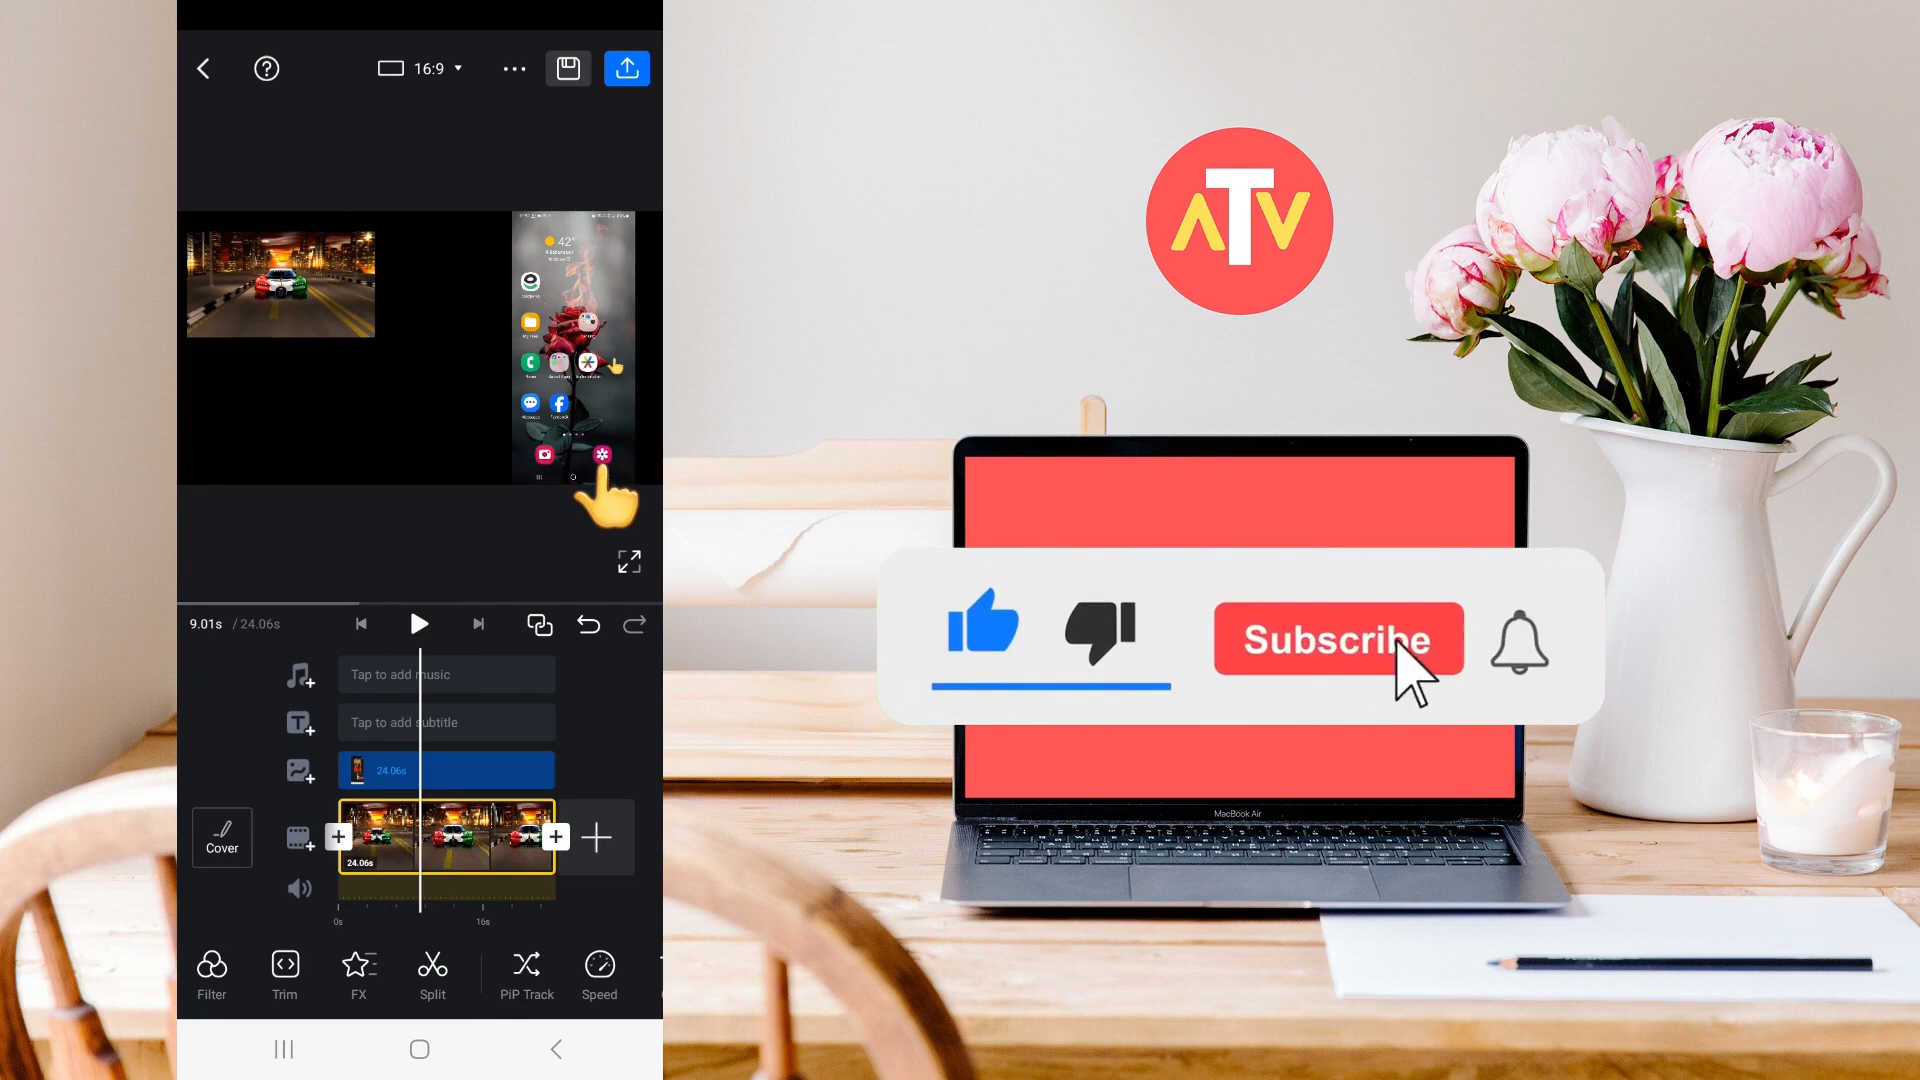 16:9
42°
9.01s / 24.06s
Tap to add music
Tap to add subtitle
24.06s
24.06s
Cover
0s
16s
Filter
Trim
FX
Split
PiP Track
Speed
ATV
Subscribe
MacBook Air